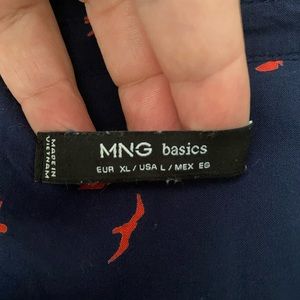 MNG basics
EUR XL / USA L / MEX EG
MADE IN
VIETNAM